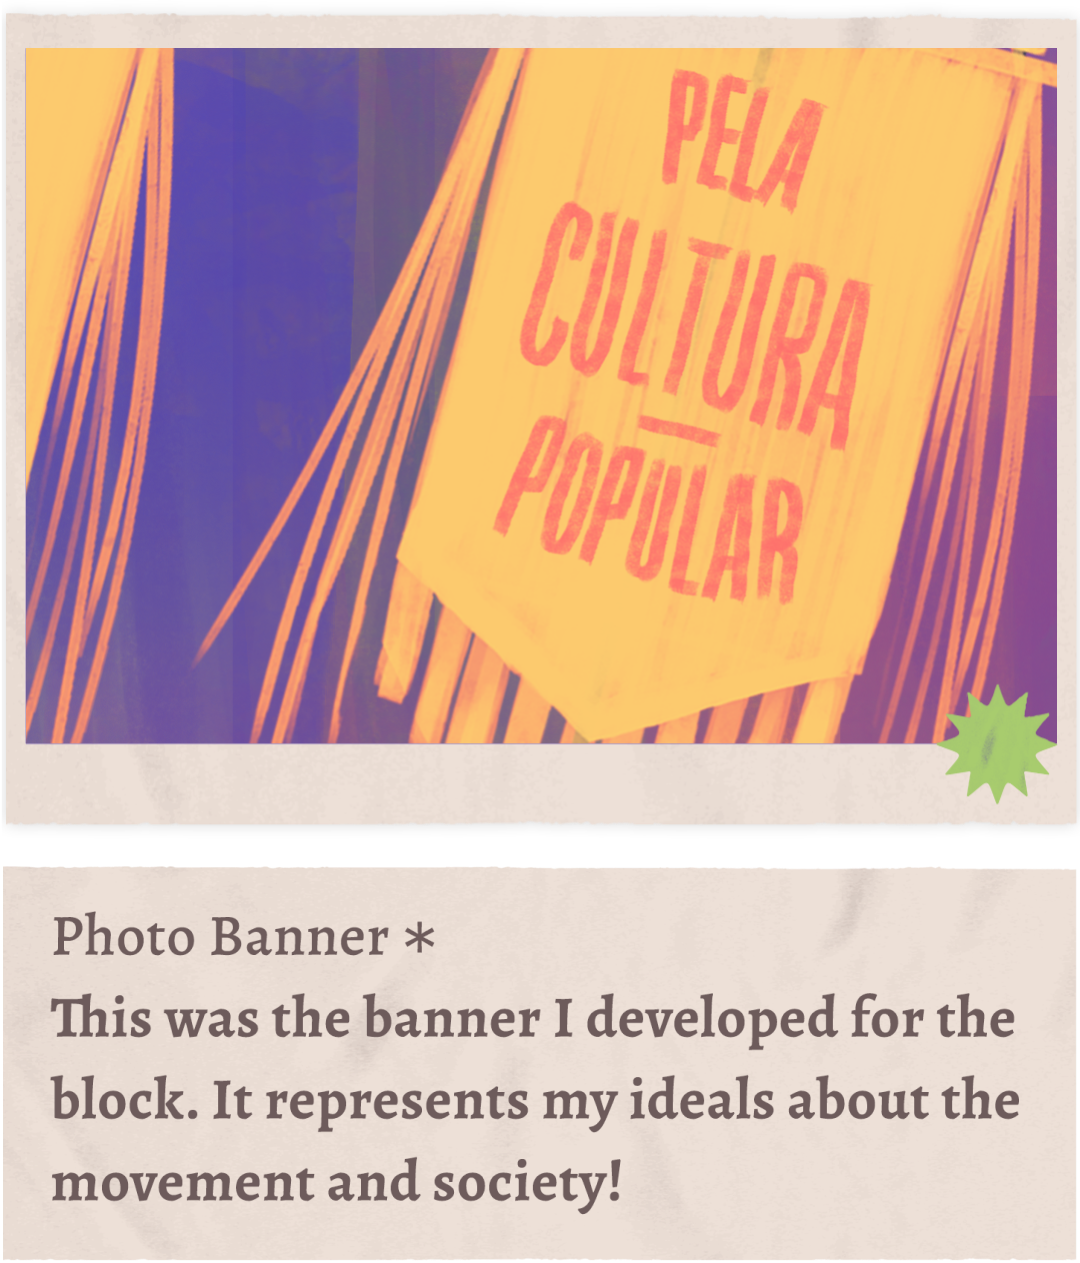 PELA
CULTURA
POPULAR
Photo Banner *
This was the banner I developed for the
block. It represents my ideals about the
movement and society!